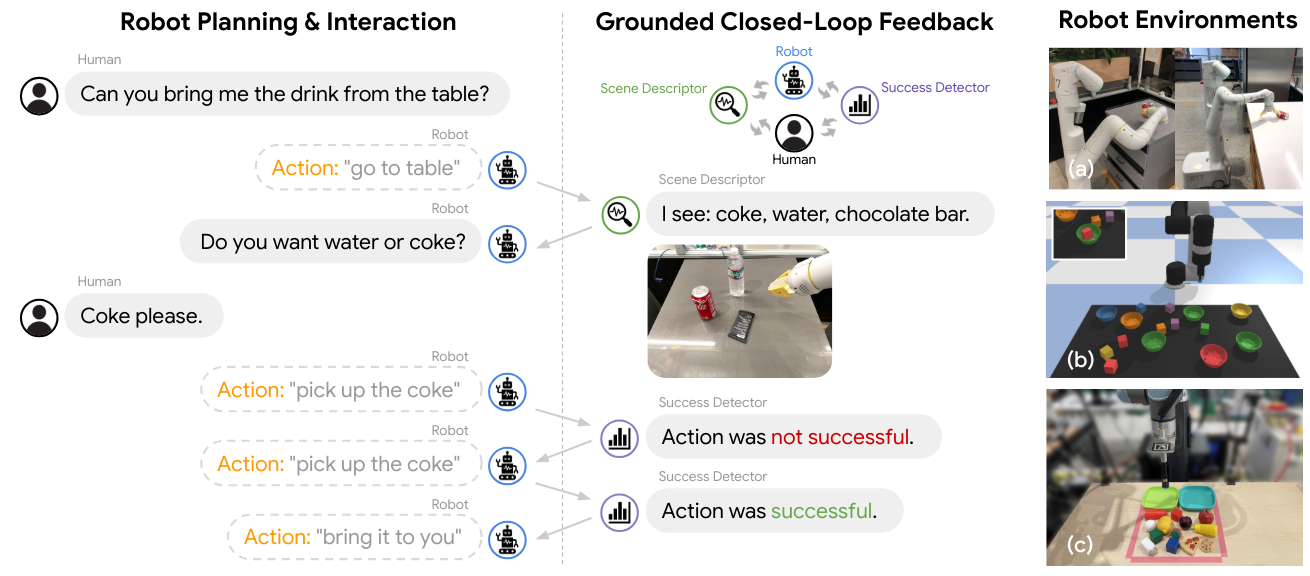 Robot Planning & Interaction
Human
Can you bring me the drink from the table?
Robot
Action: "go to table"
Robot
Do you want water or coke?
Human
Coke please.
Robot
Action: "pick up the coke"
Robot
Action: "pick up the coke"
Robot
Action: "bring it to you"
Grounded Closed-Loop Feedback
Robot
Scene Descriptor
Success Detector
Human
Scene Descriptor
I see: coke, water, chocolate bar.
Success Detector
Action was not successful.
Success Detector
Action was successful.
Robot Environments
(a)
(b)
(c)